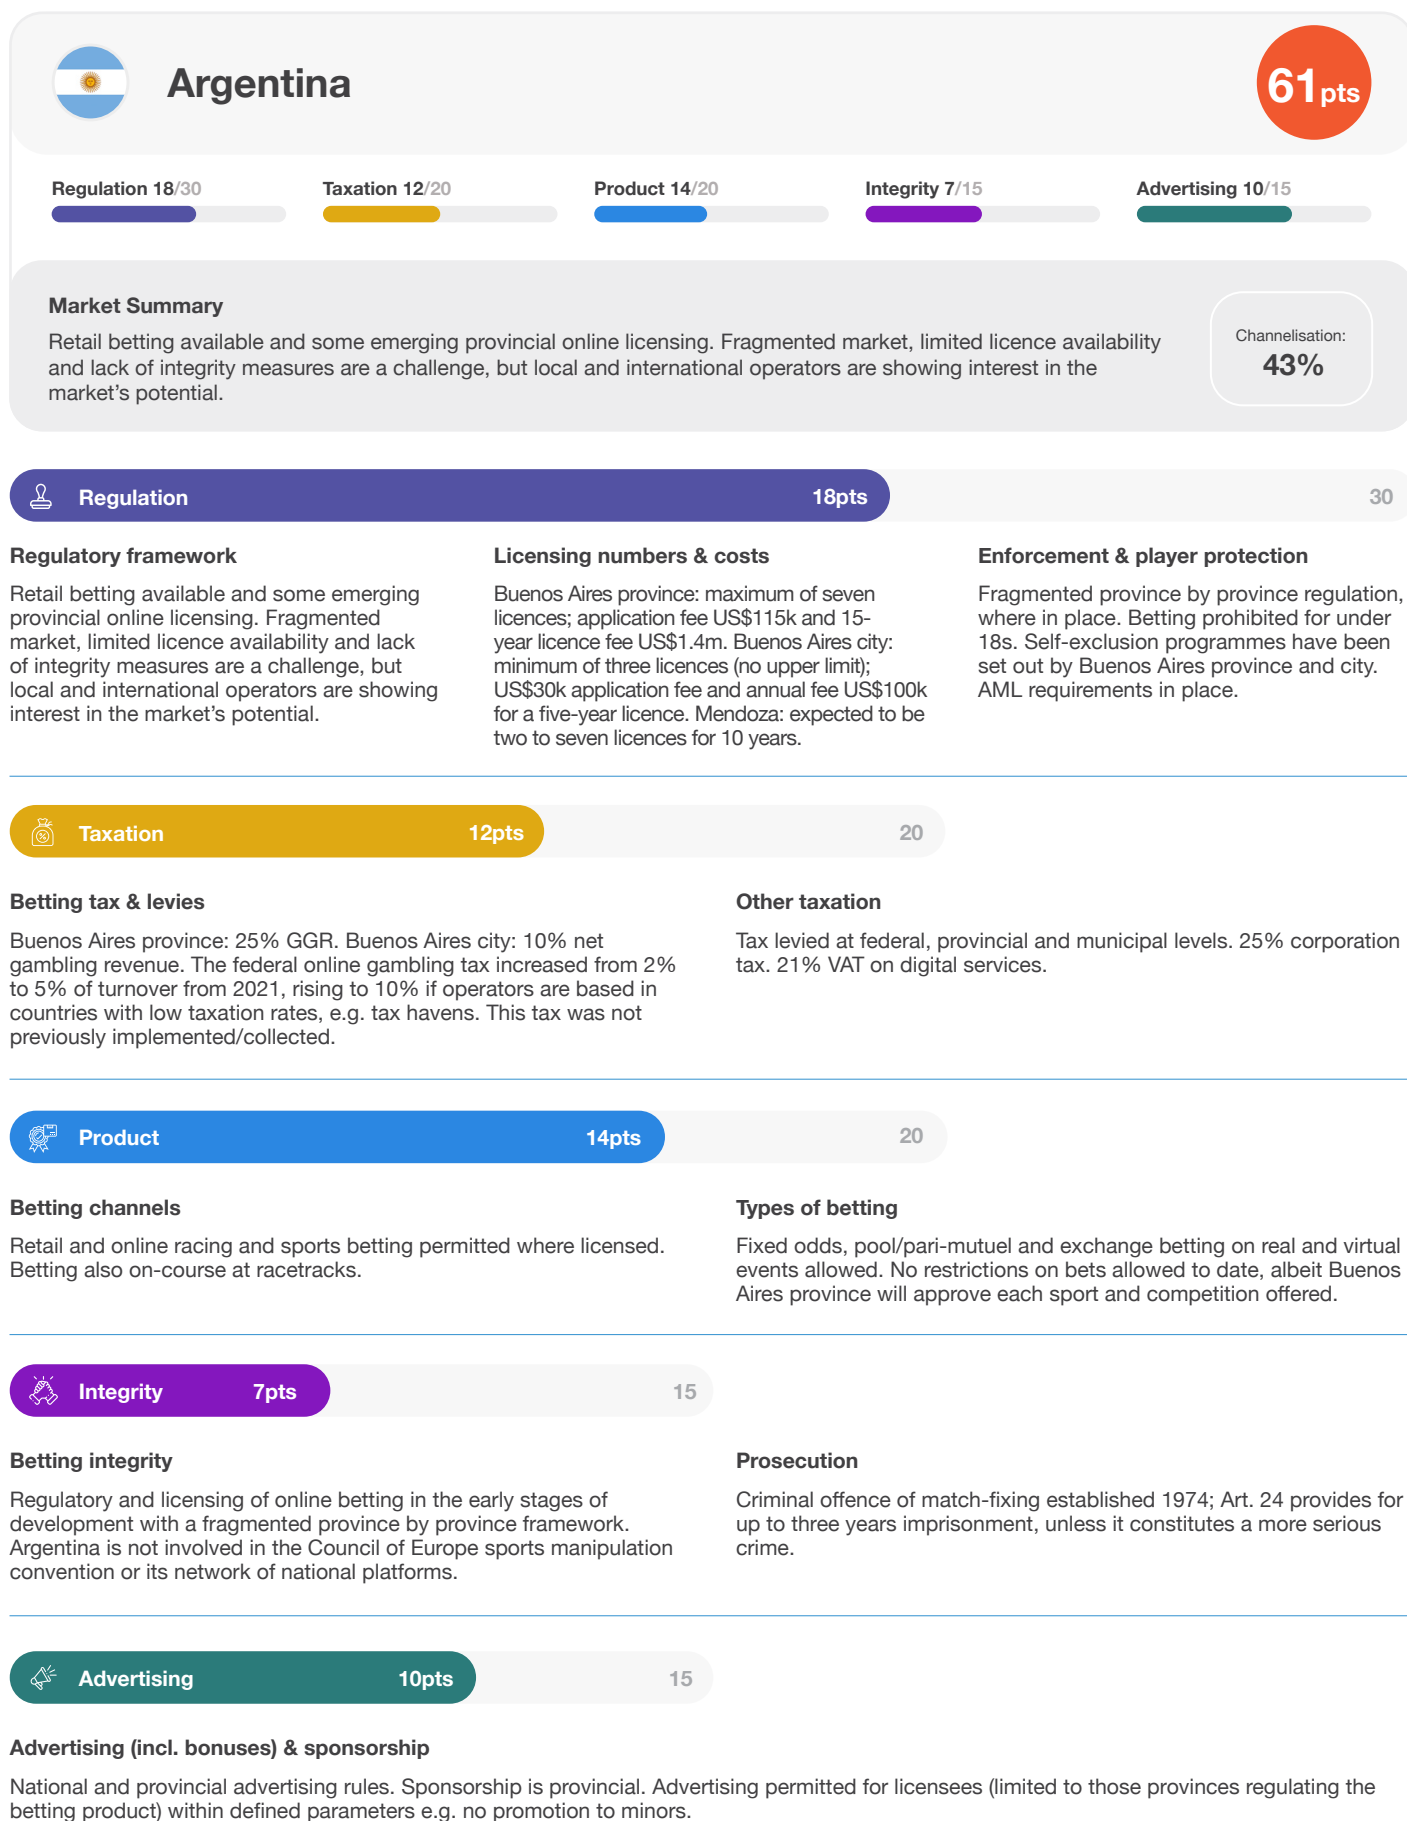 Argentina
61pts
Regulation 18/30
Taxation 12/20
Product 14/20
Integrity 7/15
Advertising 10/15
Market Summary
Retail betting available and some emerging provincial online licensing. Fragmented market, limited licence availability
and lack of integrity measures are a challenge, but local and international operators are showing interest in the
market's potential.
Channelisation:
43%
Regulation 18pts 30
Regulatory framework
Retail betting available and some emerging
provincial online licensing. Fragmented
market, limited licence availability and lack
of integrity measures are a challenge, but
local and international operators are showing
interest in the market's potential.
Licensing numbers & costs
Buenos Aires province: maximum of seven
licences; application fee US$115k and 15-
year licence fee US$1.4m. Buenos Aires city:
minimum of three licences (no upper limit);
US$30k application fee and annual fee US$100k
for a five-year licence. Mendoza: expected to be
two to seven licences for 10 years.
Enforcement & player protection
Fragmented province by province regulation,
where in place. Betting prohibited for under
18s. Self-exclusion programmes have been
set out by Buenos Aires province and city.
AML requirements in place.
Taxation 12pts 20
Betting tax & levies
Buenos Aires province: 25% GGR. Buenos Aires city: 10% net
gambling revenue. The federal online gambling tax increased from 2%
to 5% of turnover from 2021, rising to 10% if operators are based in
countries with low taxation rates, e.g. tax havens. This tax was not
previously implemented/collected.
Other taxation
Tax levied at federal, provincial and municipal levels. 25% corporation
tax. 21% VAT on digital services.
Product 14pts 20
Betting channels
Retail and online racing and sports betting permitted where licensed.
Betting also on-course at racetracks.
Types of betting
Fixed odds, pool/pari-mutuel and exchange betting on real and virtual
events allowed. No restrictions on bets allowed to date, albeit Buenos
Aires province will approve each sport and competition offered.
Integrity 7pts 15
Betting integrity
Regulatory and licensing of online betting in the early stages of
development with a fragmented province by province framework.
Argentina is not involved in the Council of Europe sports manipulation
convention or its network of national platforms.
Prosecution
Criminal offence of match-fixing established 1974; Art. 24 provides for
up to three years imprisonment, unless it constitutes a more serious
crime.
Advertising 10pts 15
Advertising (incl. bonuses) & sponsorship
National and provincial advertising rules. Sponsorship is provincial. Advertising permitted for licensees (limited to those provinces regulating the
betting product) within defined parameters e.g. no promotion to minors.